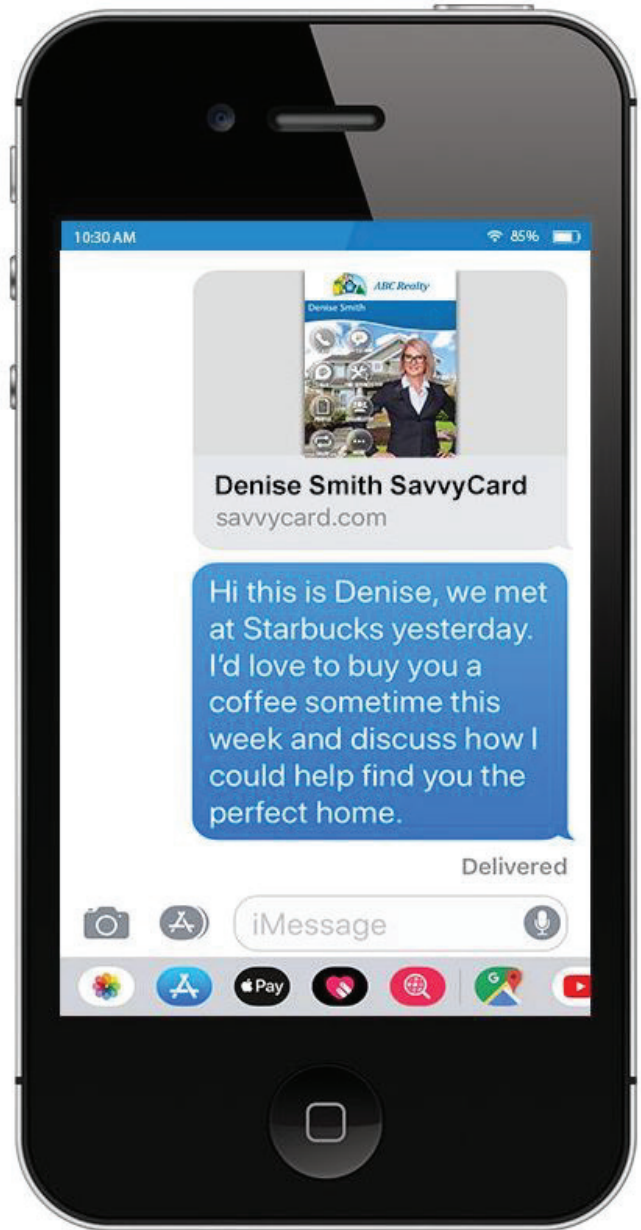 10:30 AM
85%
ABC Realty
Denise Smith
Denise Smith SavvyCard
savvycard.com
Hi this is Denise, we met
at Starbucks yesterday.
I'd love to buy you a
coffee sometime this
week and discuss how I
could help find you the
perfect home.
Delivered
iMessage
Pay